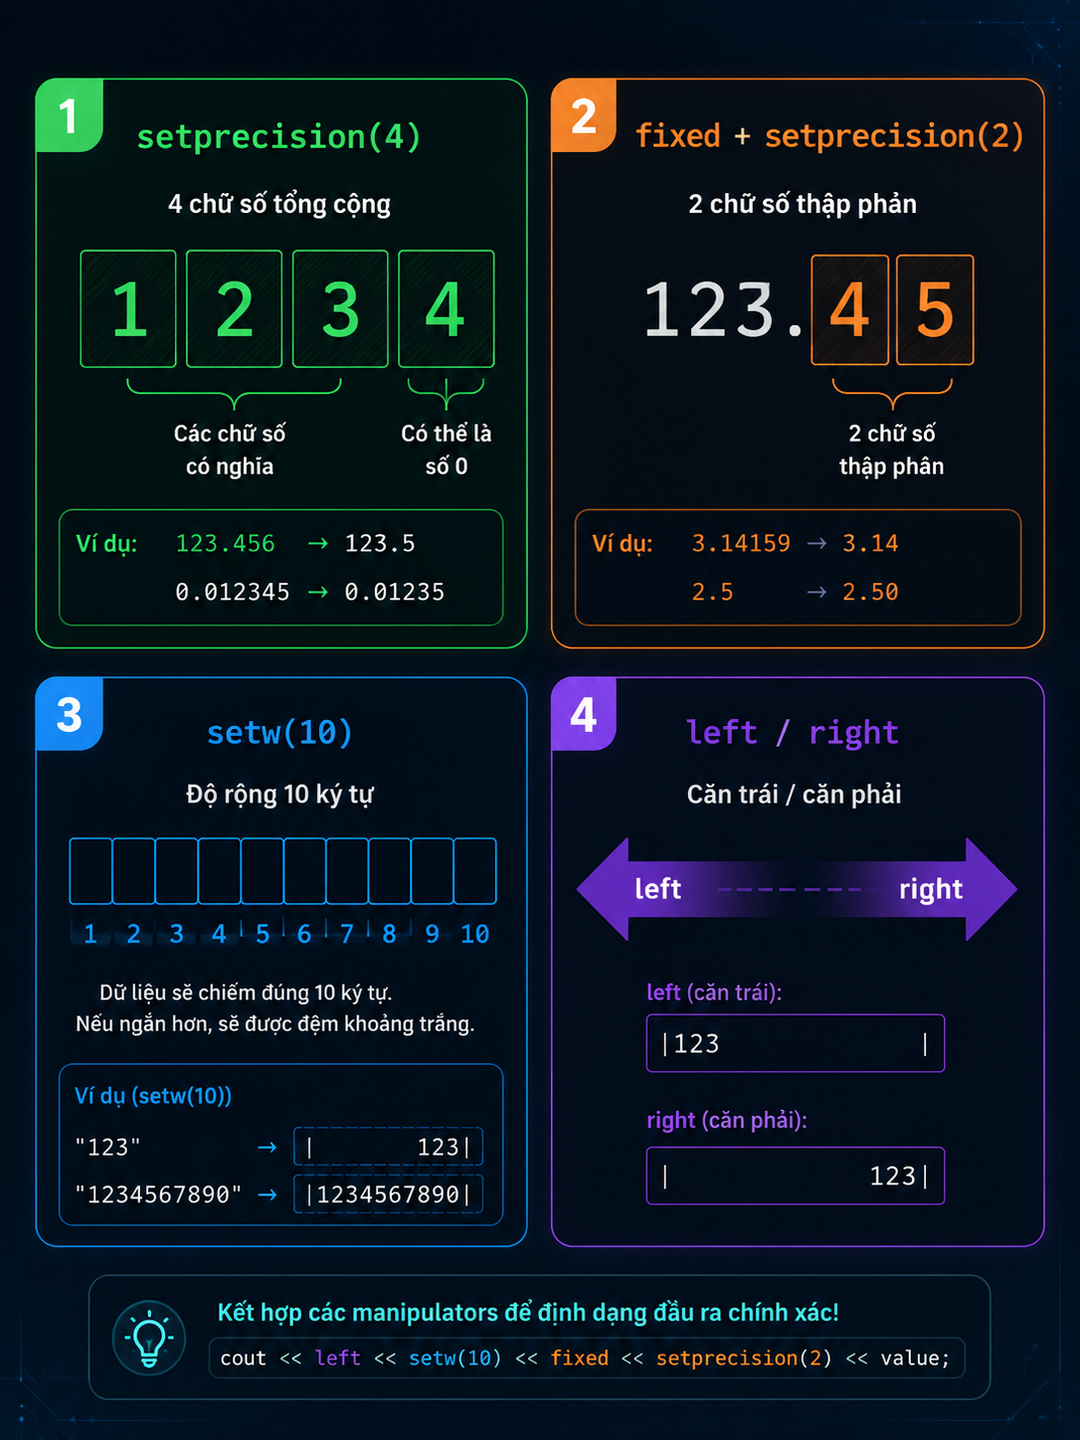 1
setprecision(4)
4 chữ số tổng cộng
1 2 3 4
Các chữ số
có nghĩa
Có thể là
số 0
Ví dụ: 123.456 → 123.5
0.012345 → 0.01235
2
fixed + setprecision(2)
2 chữ số thập phản
123.45
2 chữ số
thập phân
Ví dụ: 3.14159 → 3.14
2.5 → 2.50
3
setw(10)
Độ rộng 10 ký tự
1 2 3 4 5 6 7 8 9 10
Dữ liệu sẽ chiếm đúng 10 ký tự.
Nếu ngắn hơn, sẽ được đệm khoảng trắng.
Ví dụ (setw(10))
"123" → |       123|
"1234567890" → |1234567890|
4
left / right
Căn trái / căn phải
left right
left (căn trái):
|123       |
right (căn phải):
|       123|
Kết hợp các manipulators để định dạng đầu ra chính xác!
cout << left << setw(10) << fixed << setprecision(2) << value;